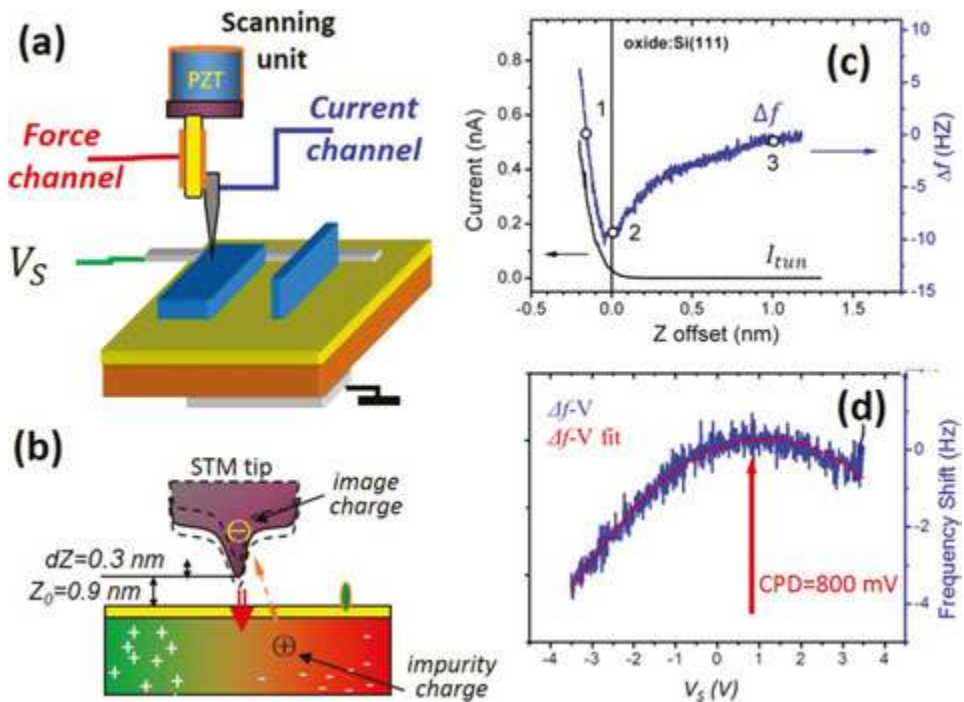 (a)
Scanning
unit
PZT
Force
channel
Current
channel
V_S
(b)
STM tip
image
charge
dZ=0.3 nm
Z_0=0.9 nm
impurity
charge
(c)
oxide:Si(111)
Current (nA)
0.8
0.6
0.4
0.2
0.0
1
2
3
Δf
I_tun
10
5
0
-5
-10
-15
Δf (HZ)
-0.5 0.0 0.5 1.0 1.5
Z offset (nm)
(d)
Δf-V
Δf-V fit
CPD=800 mV
0
-2
-4
Frequency Shift (Hz)
-4 -3 -2 -1 0 1 2 3 4
V_S (V)